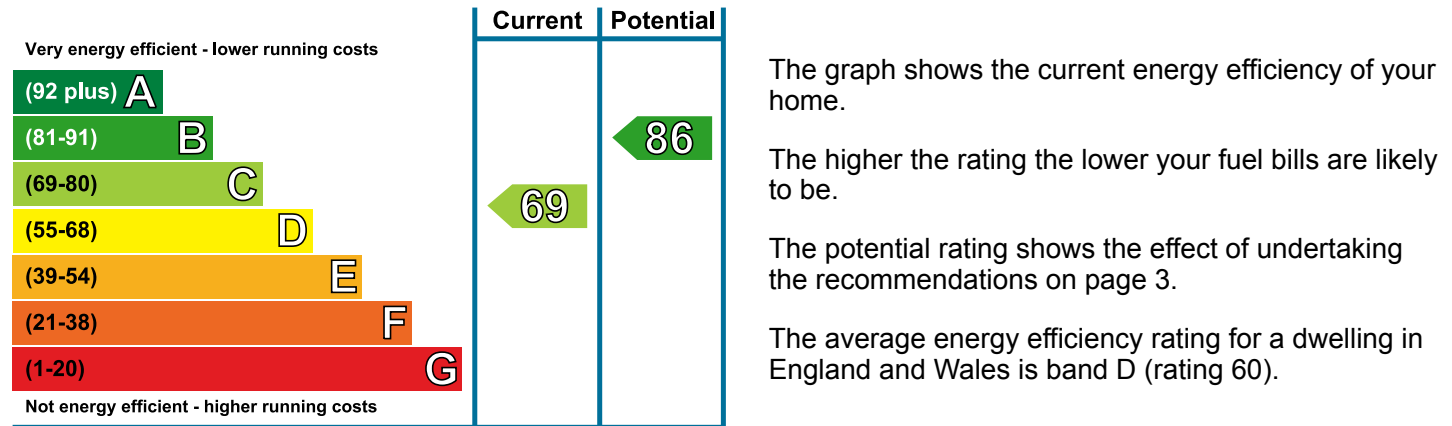 Current Potential
Very energy efficient - lower running costs
(92 plus) A
(81-91) B
86
(69-80) C
69
(55-68) D
(39-54) E
(21-38) F
(1-20) G
Not energy efficient - higher running costs
The graph shows the current energy efficiency of your
home.
The higher the rating the lower your fuel bills are likely
to be.
The potential rating shows the effect of undertaking
the recommendations on page 3.
The average energy efficiency rating for a dwelling in
England and Wales is band D (rating 60).